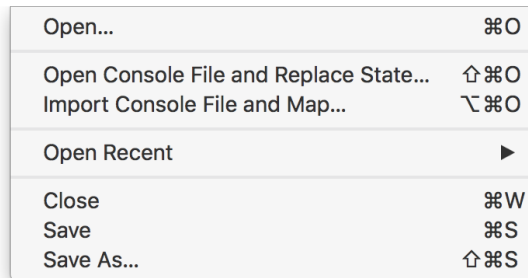 Open... ⌘O
Open Console File and Replace State... ⇧⌘O
Import Console File and Map... ⌥⌘O
Open Recent ▶
Close ⌘W
Save ⌘S
Save As... ⇧⌘S